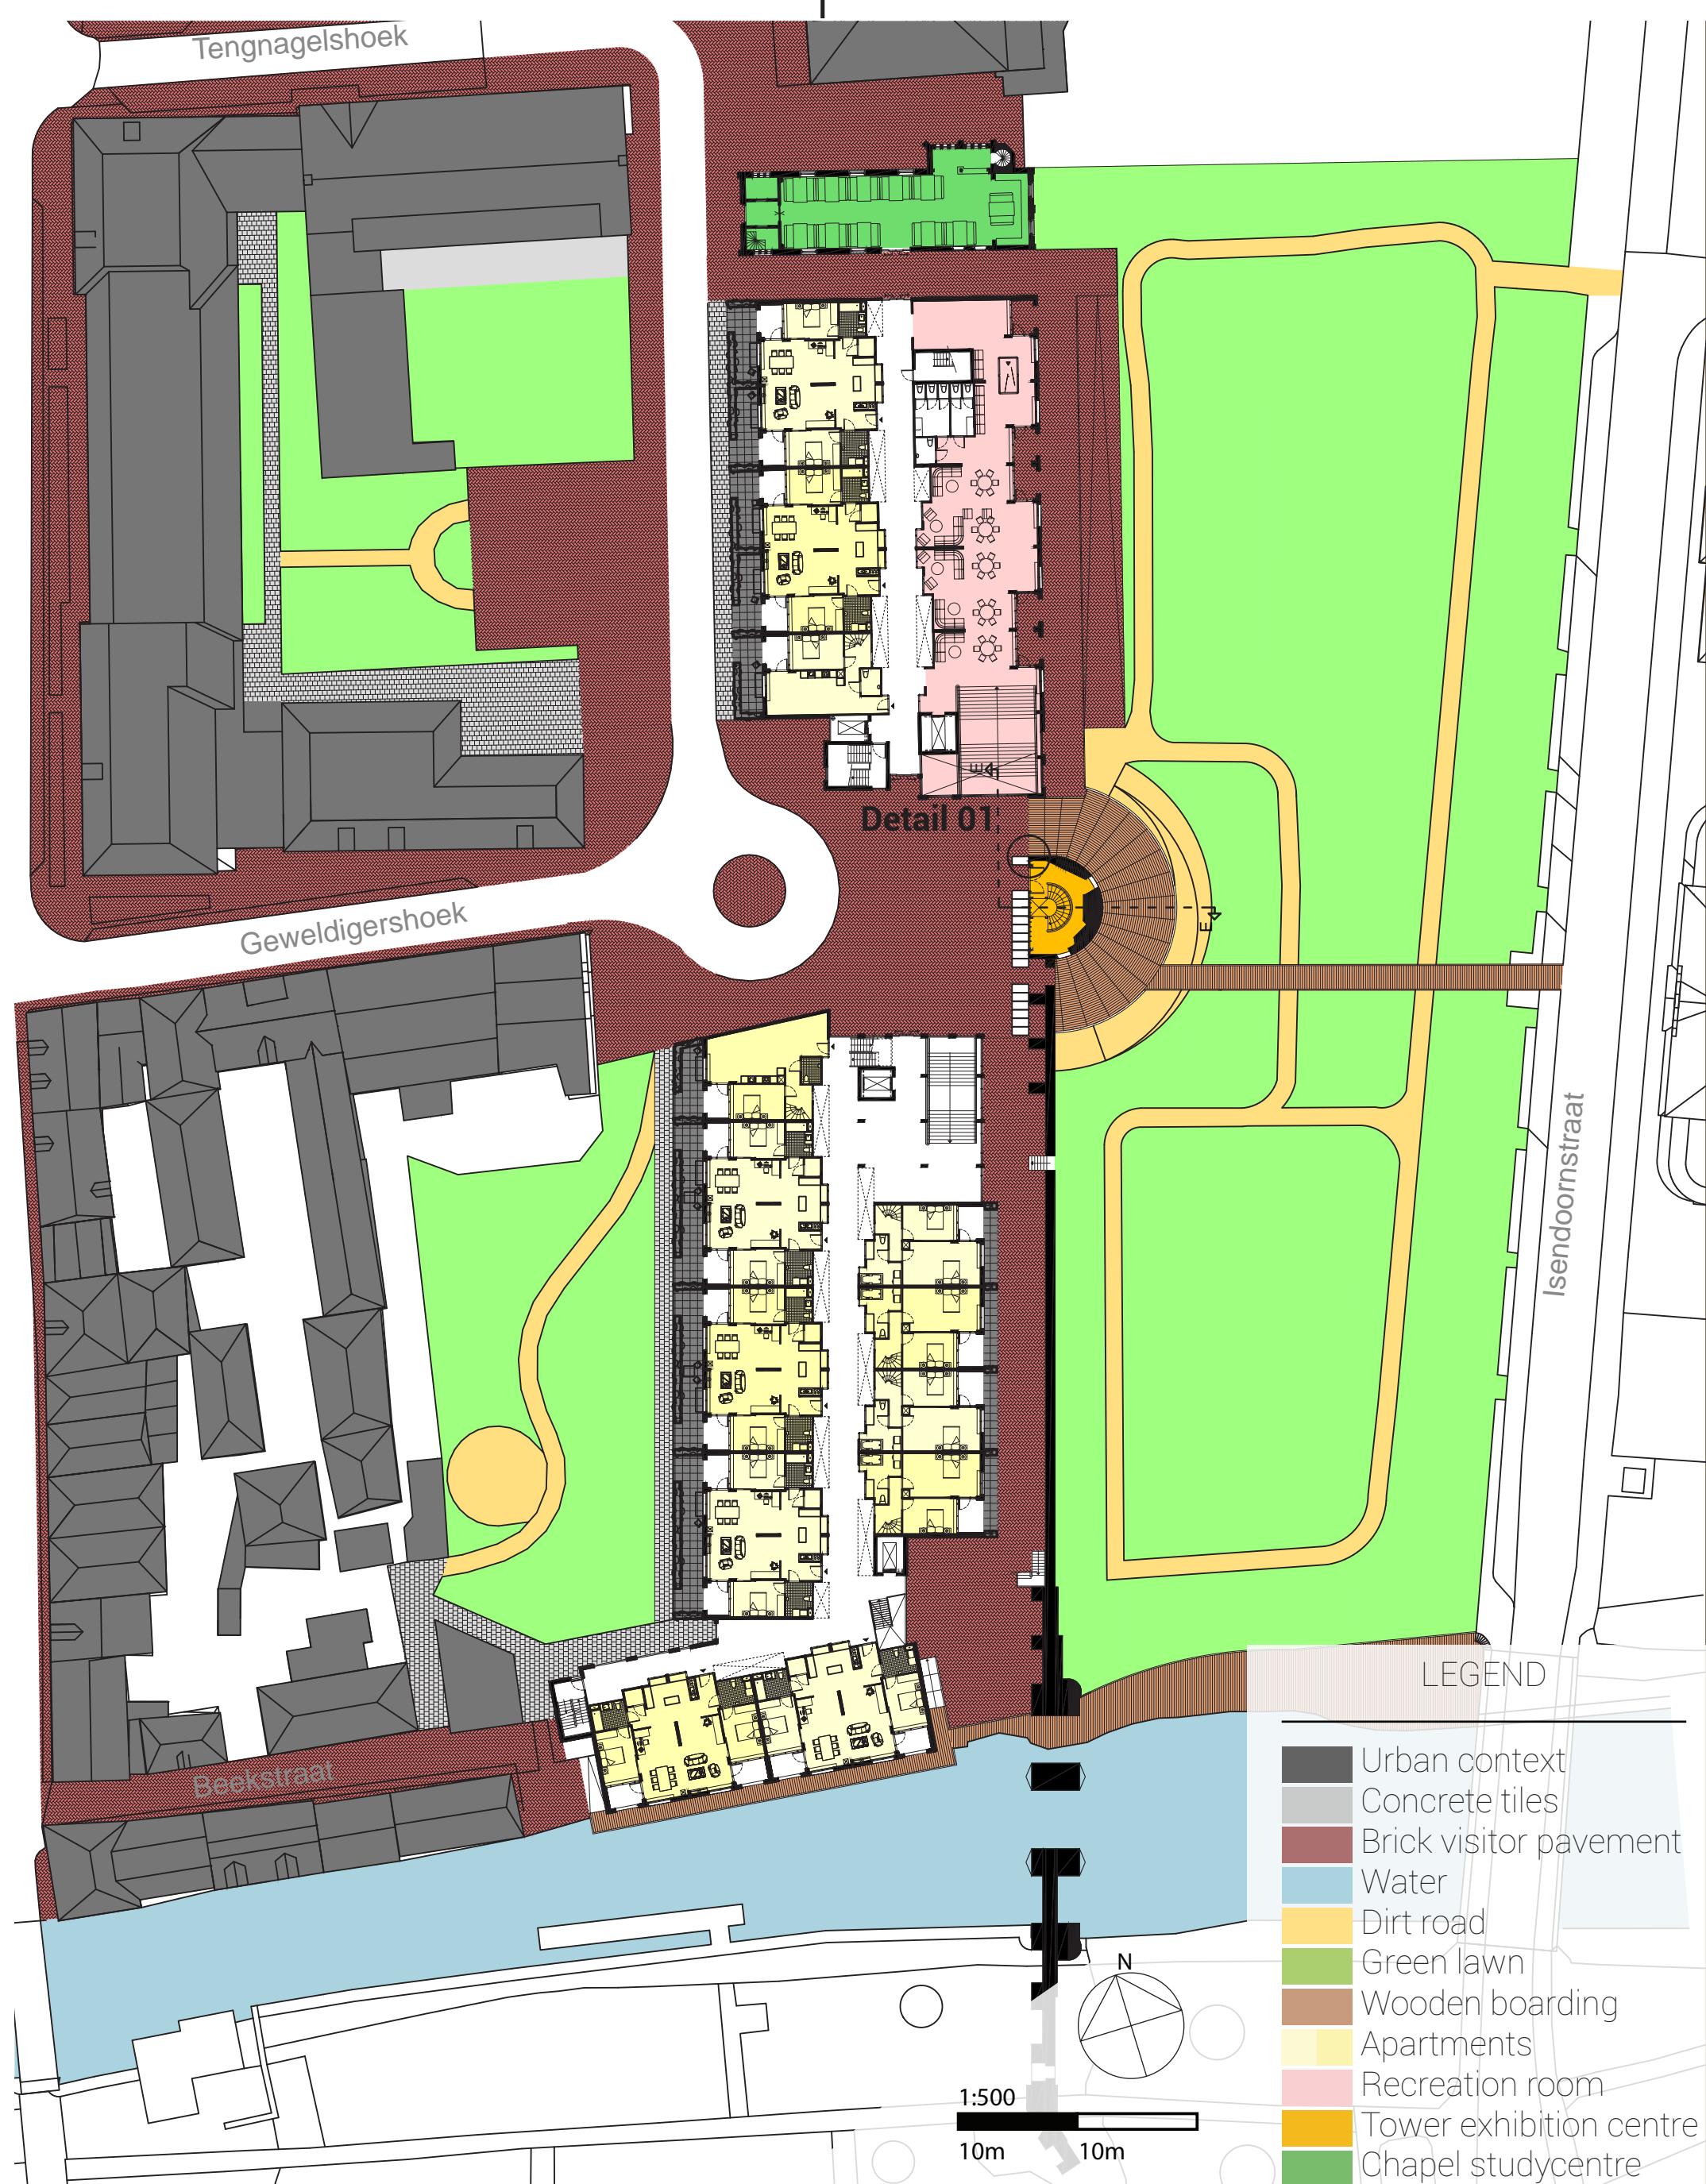 Tengnagelshoek
Detail 01
E
Geweldigershoek
E
Isendoornstraat
LEGEND
Urban context
Concrete tiles
Brick visitor pavement
Water
Dirt road
Green lawn
Wooden boarding
Apartments
Recreation room
Tower exhibition centre
Chapel studycentre
Beekstraat
N
1:500
10m 10m